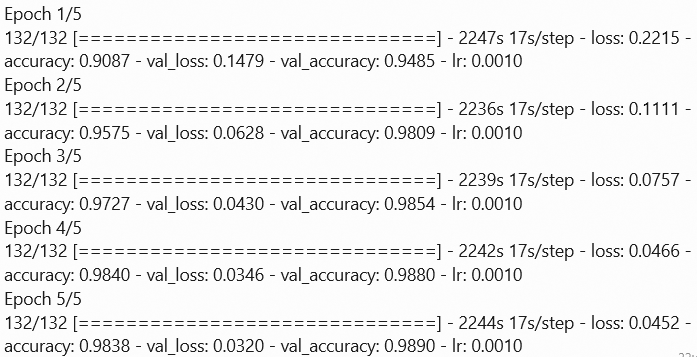 Epoch 1/5
132/132 [==============================] - 2247s 17s/step - loss: 0.2215 -
accuracy: 0.9087 - val_loss: 0.1479 - val_accuracy: 0.9485 - lr: 0.0010
Epoch 2/5
132/132 [==============================] - 2236s 17s/step - loss: 0.1111 -
accuracy: 0.9575 - val_loss: 0.0628 - val_accuracy: 0.9809 - lr: 0.0010
Epoch 3/5
132/132 [==============================] - 2239s 17s/step - loss: 0.0757 -
accuracy: 0.9727 - val_loss: 0.0430 - val_accuracy: 0.9854 - lr: 0.0010
Epoch 4/5
132/132 [==============================] - 2242s 17s/step - loss: 0.0466 -
accuracy: 0.9840 - val_loss: 0.0346 - val_accuracy: 0.9880 - lr: 0.0010
Epoch 5/5
132/132 [==============================] - 2244s 17s/step - loss: 0.0452 -
accuracy: 0.9838 - val_loss: 0.0320 - val_accuracy: 0.9890 - lr: 0.0010